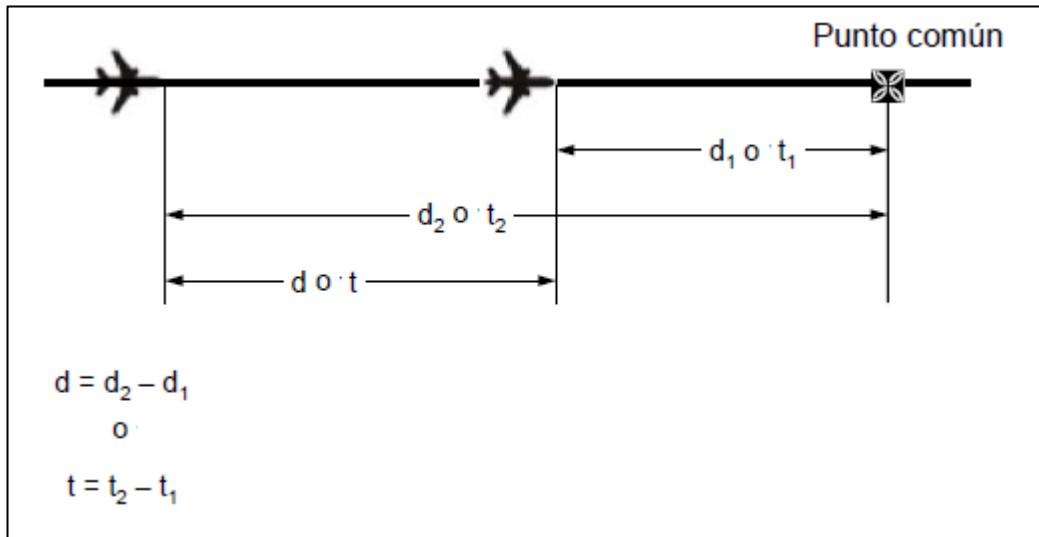 Punto común
d₁ o t₁
d₂ o t₂
d o t
d = d₂ – d₁
o
t = t₂ – t₁